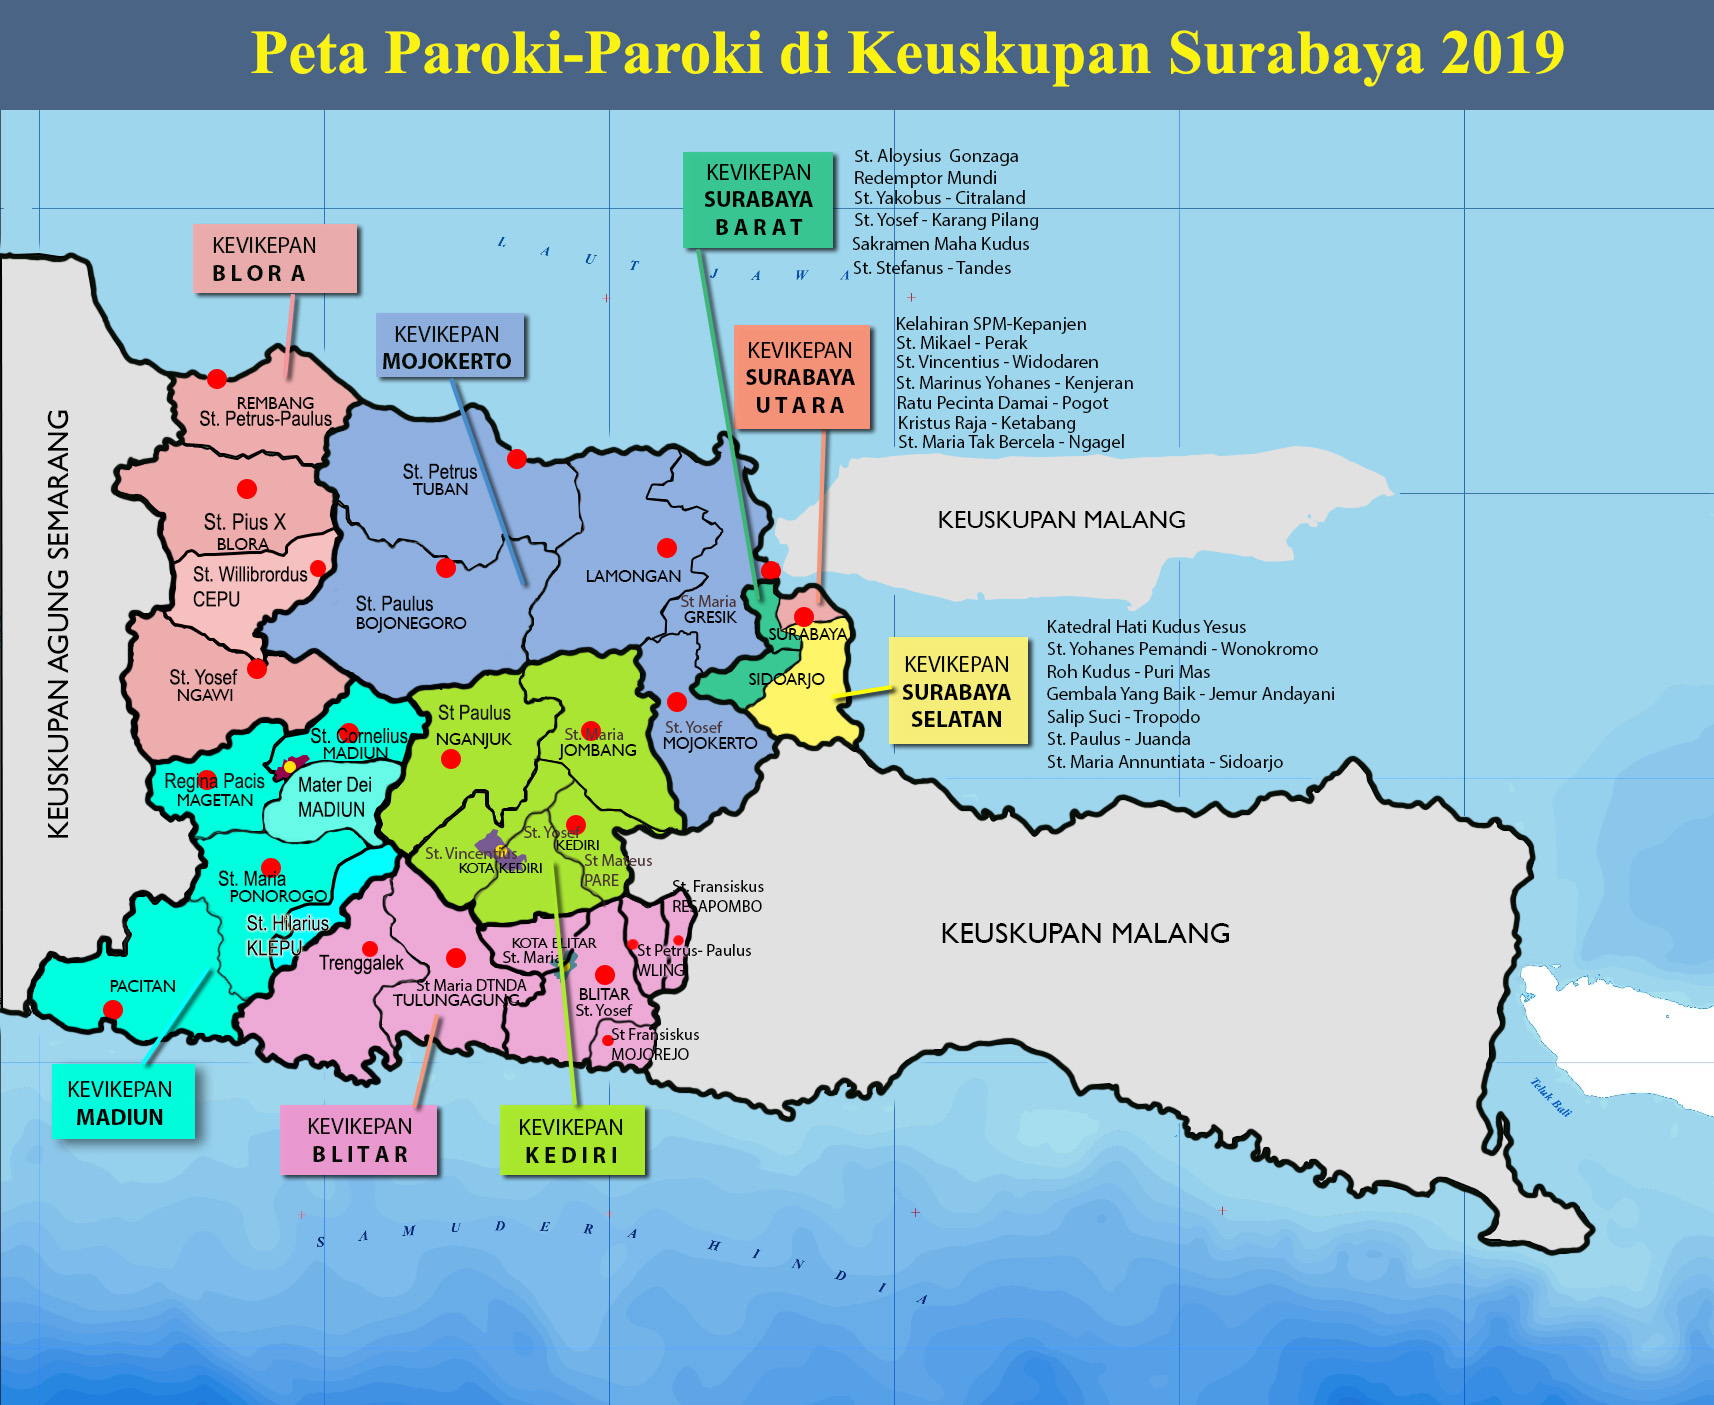 Peta Paroki-Paroki di Keuskupan Surabaya 2019
KEVIKEPAN
SURABAYA
BARAT
St. Aloysius Gonzaga
Redemptor Mundi
St. Yakobus - Citraland
St. Yosef - Karang Pilang
Sakramen Maha Kudus
St. Stefanus - Tandes
KEVIKEPAN
BLORA
LAUT JAWA
KEVIKEPAN
MOJOKERTO
KEVIKEPAN
SURABAYA
UTARA
Kelahiran SPM-Kepanjen
St. Mikael - Perak
St. Vincentius - Widodaren
St. Marinus Yohanes - Kenjeran
Ratu Pecinta Damai - Pogot
Kristus Raja - Ketabang
St. Maria Tak Bercela - Ngagel
KEUSKUPAN AGUNG SEMARANG
REMBANG
St. Petrus-Paulus
St. Petrus
TUBAN
St. Pius X
BLORA
KEUSKUPAN MALANG
St. Willibrordus
CEPU
LAMONGAN
St. Paulus
BOJONEGORO
St Maria
GRESIK
SURABAYA
SIDOARJO
KEVIKEPAN
SURABAYA
SELATAN
Katedral Hati Kudus Yesus
St. Yohanes Pemandi - Wonokromo
Roh Kudus - Puri Mas
Gembala Yang Baik - Jemur Andayani
Salip Suci - Tropodo
St. Paulus - Juanda
St. Maria Annuntiata - Sidoarjo
St. Yosef
NGAWI
St. Cornelius
MADIUN
St Paulus
NGANJUK
St. Maria
JOMBANG
St. Yosef
MOJOKERTO
Regina Pacis
MAGETAN
Mater Dei
MADIUN
St. Yosef
KEDIRI
St. Vincentius
KOTA KEDIRI
St Mateus
PARE
St. Maria
PONOROGO
St. Hilarius
KLEPU
St. Fransiskus
RESAPOMBO
KEUSKUPAN MALANG
KOTA BLITAR
St. Maria
St Petrus- Paulus
WLINGI
Trenggalek
PACITAN
St Maria DTNDA
TULUNGAGUNG
BLITAR
St. Yosef
St Fransiskus
MOJOREJO
Teluk Bali
KEVIKEPAN
MADIUN
KEVIKEPAN
BLITAR
KEVIKEPAN
KEDIRI
SAMUDERA HINDIA